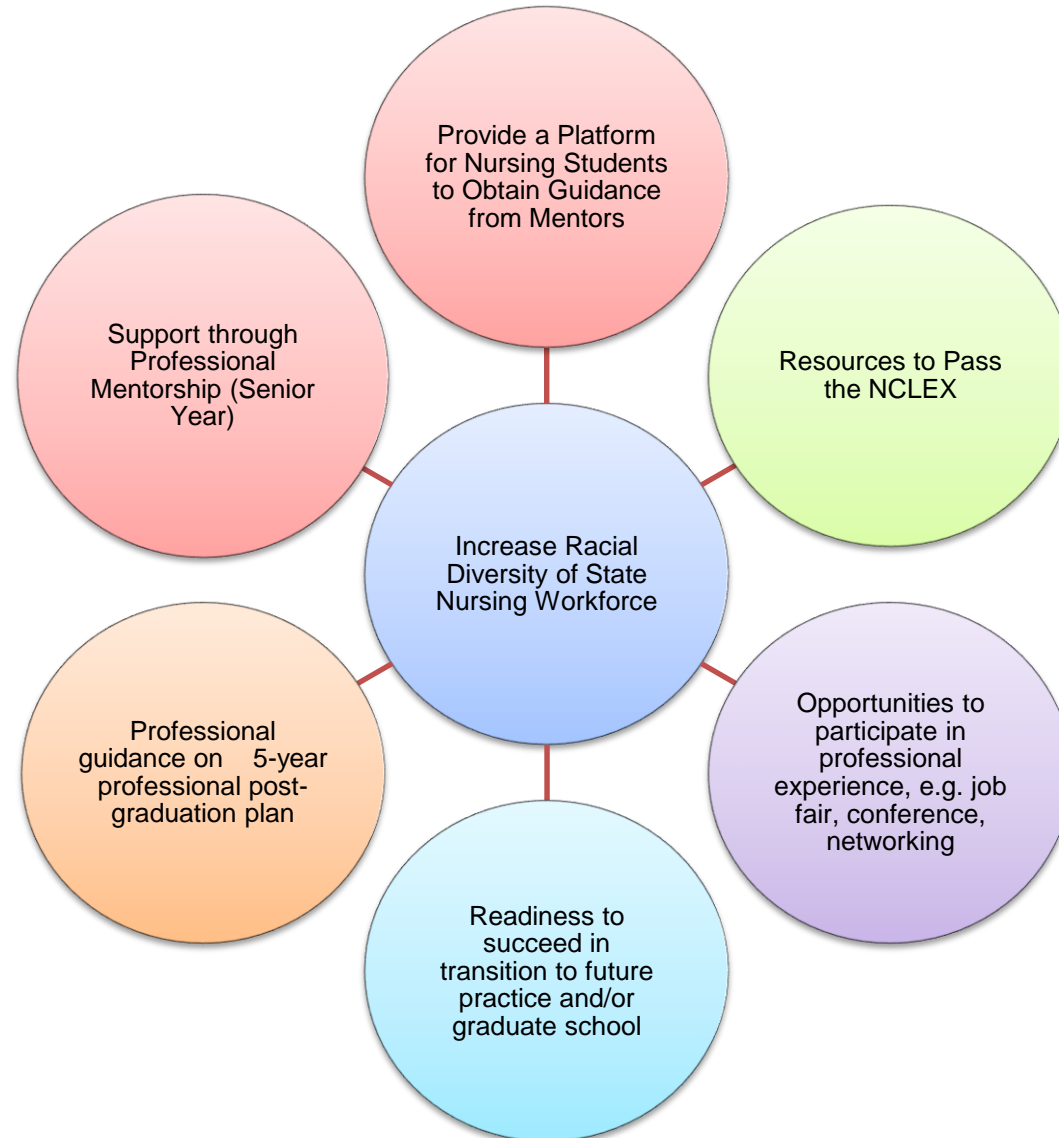 Provide a Platform
for Nursing Students
to Obtain Guidance
from Mentors
Support through
Professional
Mentorship (Senior
Year)
Resources to Pass
the NCLEX
Increase Racial
Diversity of State
Nursing Workforce
Professional
guidance on 5-year
professional post-
graduation plan
Opportunities to
participate in
professional
experience, e.g. job
fair, conference,
networking
Readiness to
succeed in
transition to future
practice and/or
graduate school